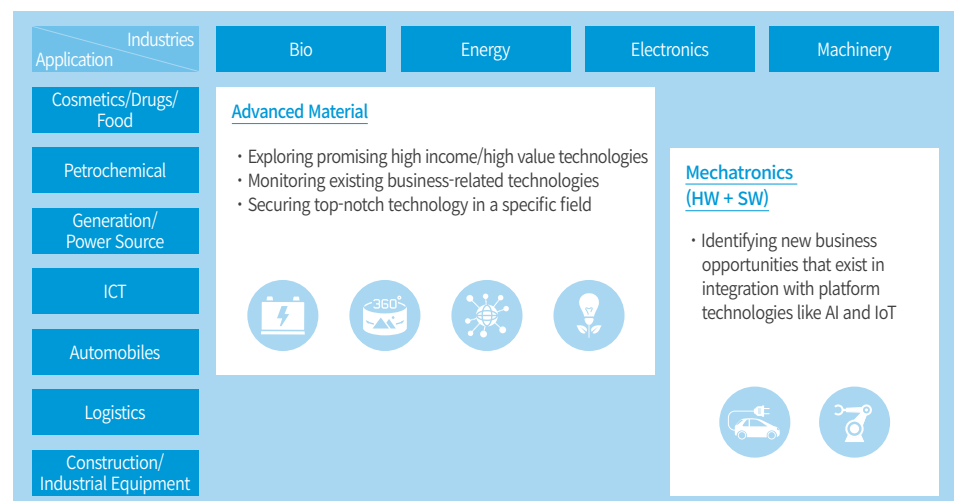 Industries
Application
Bio
Energy
Electronics
Machinery
Cosmetics/Drugs/
Food
Petrochemical
Generation/
Power Source
ICT
Automobiles
Logistics
Construction/
Industrial Equipment
Advanced Material
・Exploring promising high income/high value technologies
・Monitoring existing business-related technologies
・Securing top-notch technology in a specific field
360°
Mechatronics
(HW + SW)
・Identifying new business
opportunities that exist in
integration with platform
technologies like AI and IoT